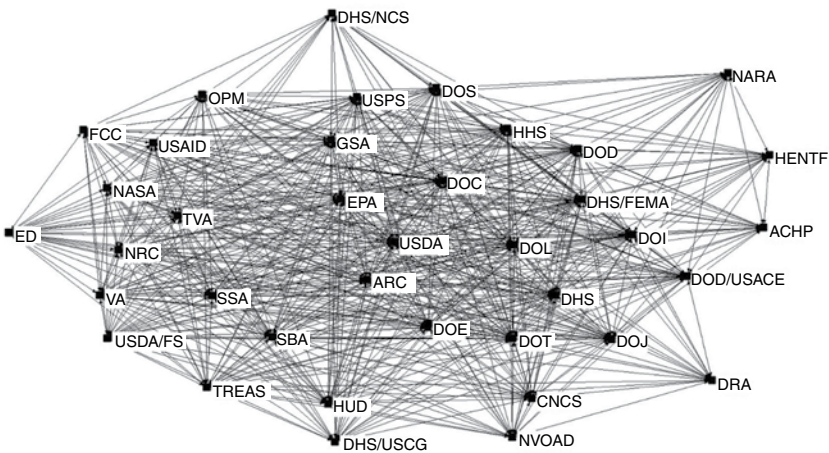 DHS/NCS
NARA
OPM
USPS
DOS
FCC
USAID
GSA
HHS
DOD
HENTF
NASA
EPA
DOC
DHS/FEMA
TVA
ED
NRC
USDA
DOL
DOI
ACHP
VA
SSA
ARC
DHS
DOD/USACE
USDA/FS
SBA
DOE
DOT
DOJ
TREAS
HUD
CNCS
DRA
DHS/USCG
NVOAD